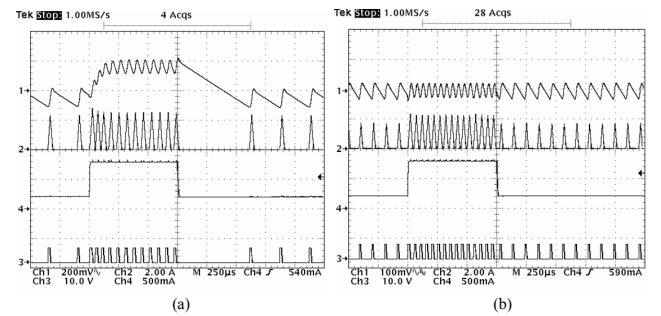 Tek Stop: 1.00MS/s 4 Acqs
1→
2→
4→
3→
Ch1 200mV Ch2 2.00 A M 250µs Ch4 540mA
Ch3 10.0 V Ch4 500mA
(a)
Tek Stop: 1.00MS/s 28 Acqs
1→
2→
4→
3→
Ch1 100mV Ch2 2.00 A M 250µs Ch4 590mA
Ch3 10.0 V Ch4 500mA
(b)